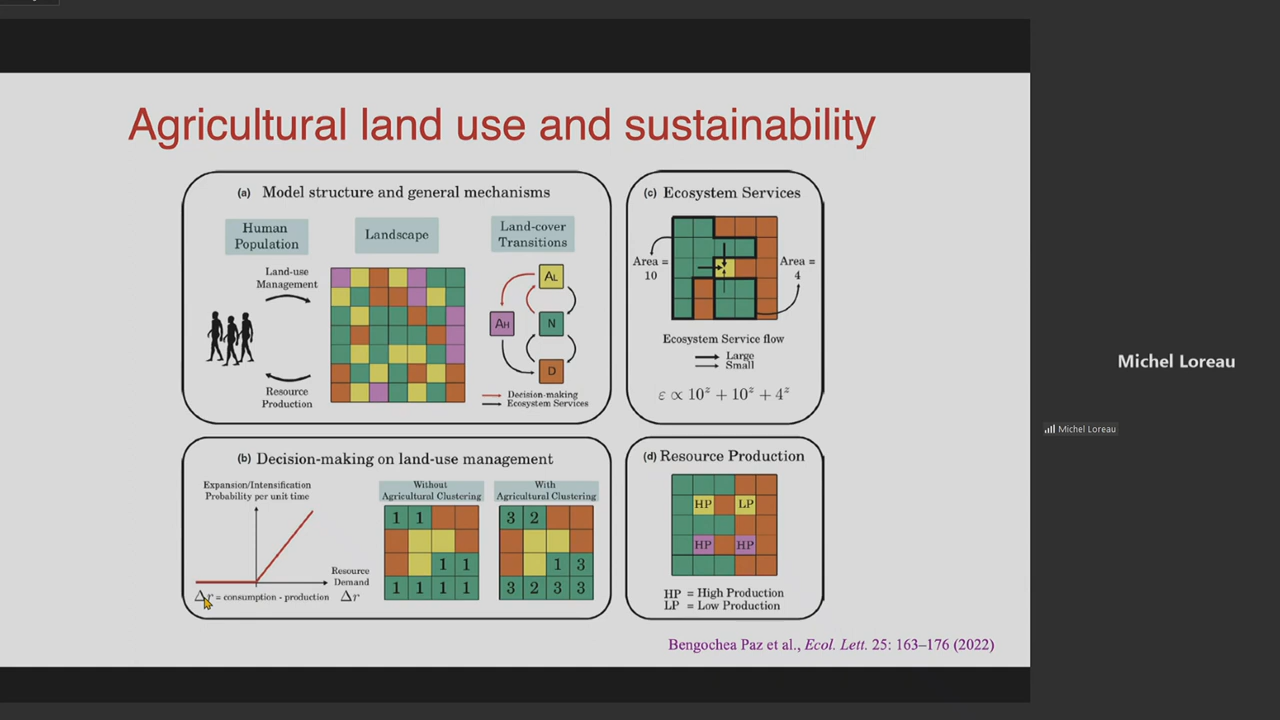 Agricultural land use and sustainability
(a) Model structure and general mechanisms
Human
Population
Landscape
Land-cover
Transitions
Land-use
Management
Resource
Production
AL
AH
N
D
Decision-making
Ecosystem Services
(b) Decision-making on land-use management
Expansion/Intensification
Probability per unit time
Resource
Demand
Δr
Δr = consumption - production
Without
Agricultural Clustering
1 1
1 1
1 1 1 1
With
Agricultural Clustering
3 2
1 3
3 2 3 3
(c) Ecosystem Services
Area =
10
Area =
4
Ecosystem Service flow
Large
Small
ε ∝ 10ᶻ + 10ᶻ + 4ᶻ
(d) Resource Production
HP LP
HP HP
HP = High Production
LP = Low Production
Bengochea Paz et al., Ecol. Lett. 25: 163–176 (2022)
Michel Loreau
Michel Loreau